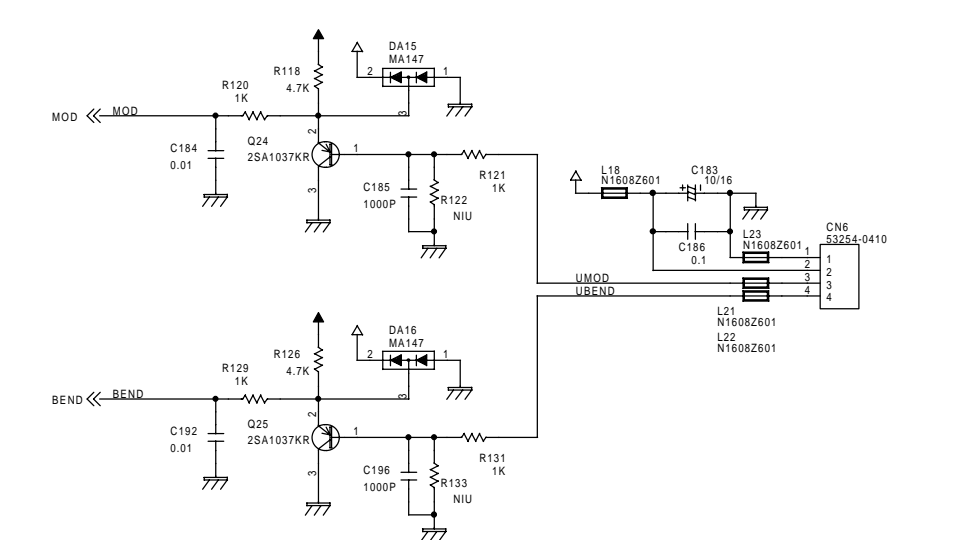 DA15
MA147
2
1
3
R118
4.7K
R120
1K
MOD
MOD
C184
0.01
Q24
2SA1037KR
2
1
3
C185
1000P
R122
NIU
R121
1K
L18
N1608Z601
C183
+
10/16
C186
0.1
L23
N1608Z601
CN6
53254-0410
1
1
2
2
3
3
4
4
UMOD
UBEND
L21
N1608Z601
L22
N1608Z601
DA16
MA147
2
1
3
R126
4.7K
R129
1K
BEND
BEND
C192
0.01
Q25
2SA1037KR
2
1
3
C196
1000P
R133
NIU
R131
1K